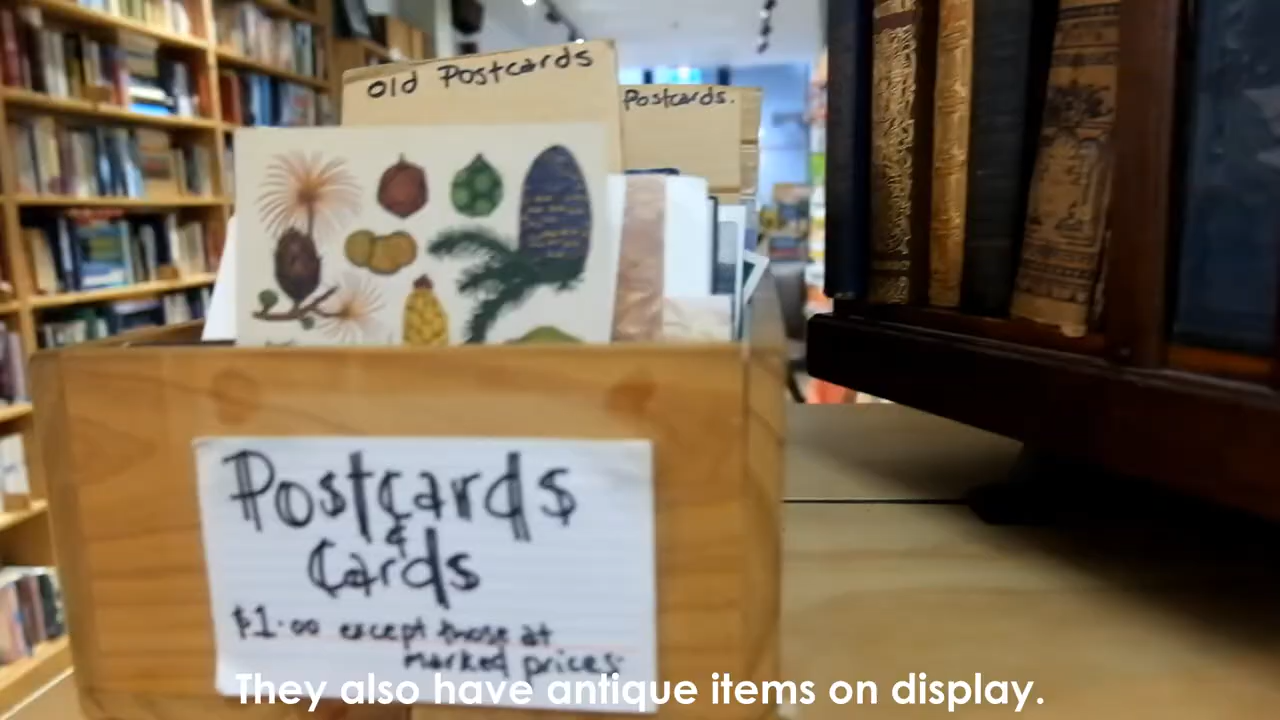 Old Postcards
Postcards.
Postcards
&
Cards
$1.00 except those at
marked prices.
They also have antique items on display.